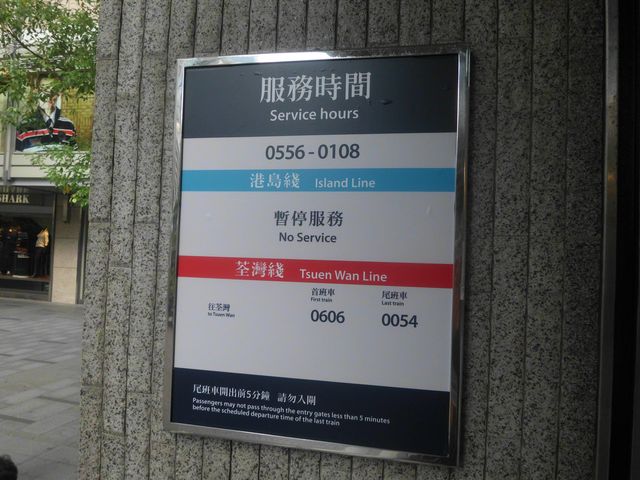 服務時間
Service hours
0556 - 0108
港島綫 Island Line
暫停服務
No Service
荃灣綫 Tsuen Wan Line
首班車 尾班車
First train Last train
往荃灣
to Tsuen Wan
0606 0054
尾班車開出前5分鐘 請勿入閘
Passengers may not pass through the entry gates less than 5 minutes
before the scheduled departure time of the last train
SHARK